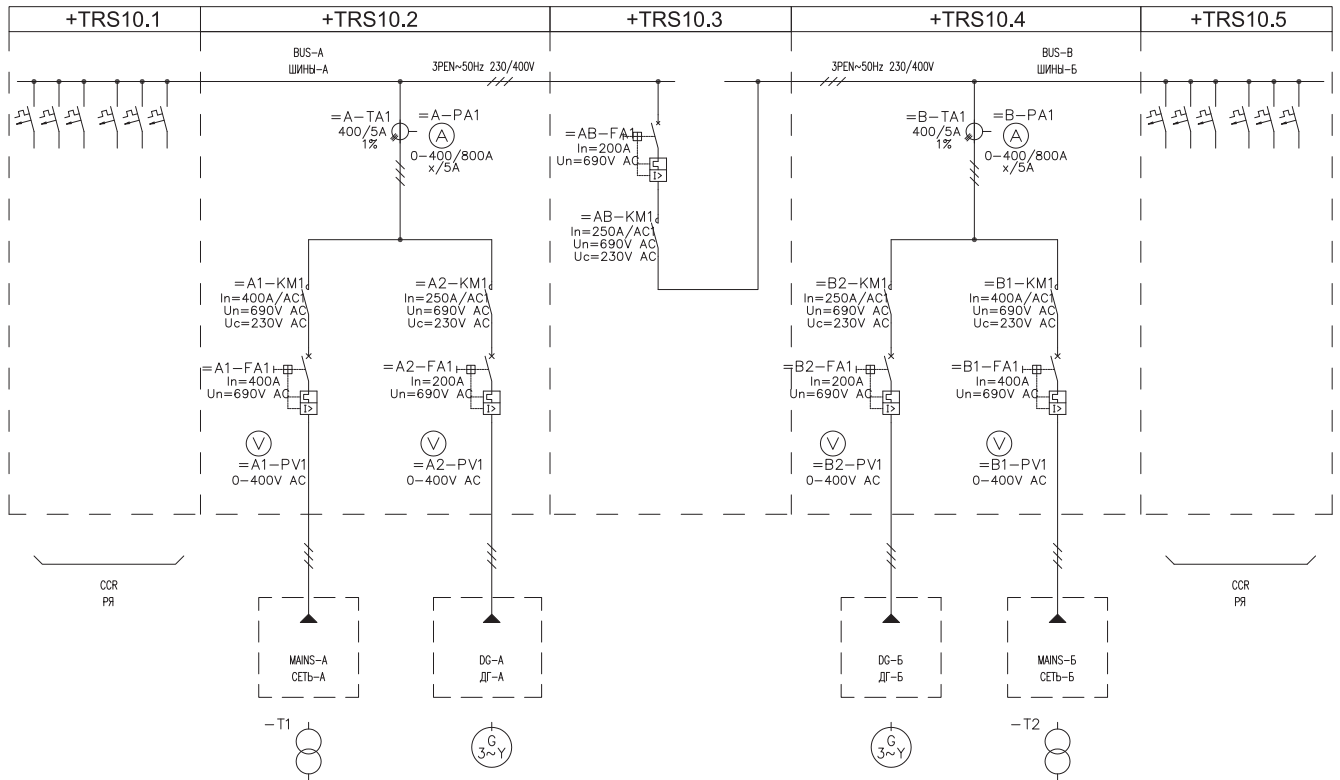 +TRS10.1
+TRS10.2
+TRS10.3
+TRS10.4
+TRS10.5
BUS-A
ШИНЫ-А
3PEN~50Hz 230/400V
3PEN~50Hz 230/400V
BUS-B
ШИНЫ-Б
=A-TA1
400/5A
1%
=A-PA1
A
0-400/800A
x/5A
=AB-FA1
In=200A
Un=690V AC
I>
=AB-KM1
In=250A/AC1
Un=690V AC
Uc=230V AC
=B-TA1
400/5A
1%
=B-PA1
A
0-400/800A
x/5A
=A1-KM1
In=400A/AC1
Un=690V AC
Uc=230V AC
=A2-KM1
In=250A/AC1
Un=690V AC
Uc=230V AC
=B2-KM1
In=250A/AC1
Un=690V AC
Uc=230V AC
=B1-KM1
In=400A/AC1
Un=690V AC
Uc=230V AC
=A1-FA1
In=400A
Un=690V AC
I>
=A2-FA1
In=200A
Un=690V AC
I>
=B2-FA1
In=200A
Un=690V AC
I>
=B1-FA1
In=400A
Un=690V AC
I>
V
=A1-PV1
0-400V AC
V
=A2-PV1
0-400V AC
V
=B2-PV1
0-400V AC
V
=B1-PV1
0-400V AC
CCR
РЯ
CCR
РЯ
MAINS-A
СЕТЬ-А
DG-A
ДГ-А
DG-Б
ДГ-Б
MAINS-Б
СЕТЬ-Б
-T1
G
3~Y
G
3~Y
-T2